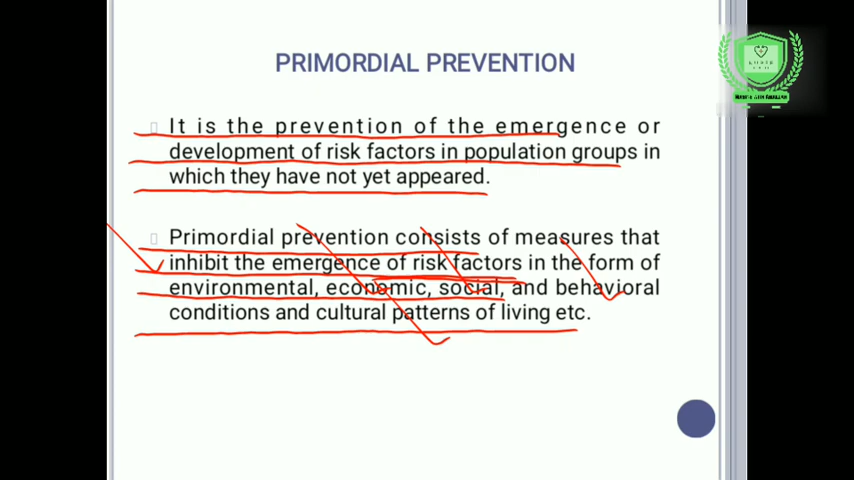 PRIMORDIAL PREVENTION
It is the prevention of the emergence or
development of risk factors in population groups in
which they have not yet appeared.
Primordial prevention consists of measures that
inhibit the emergence of risk factors in the form of
environmental, economic, social, and behavioral
conditions and cultural patterns of living etc.